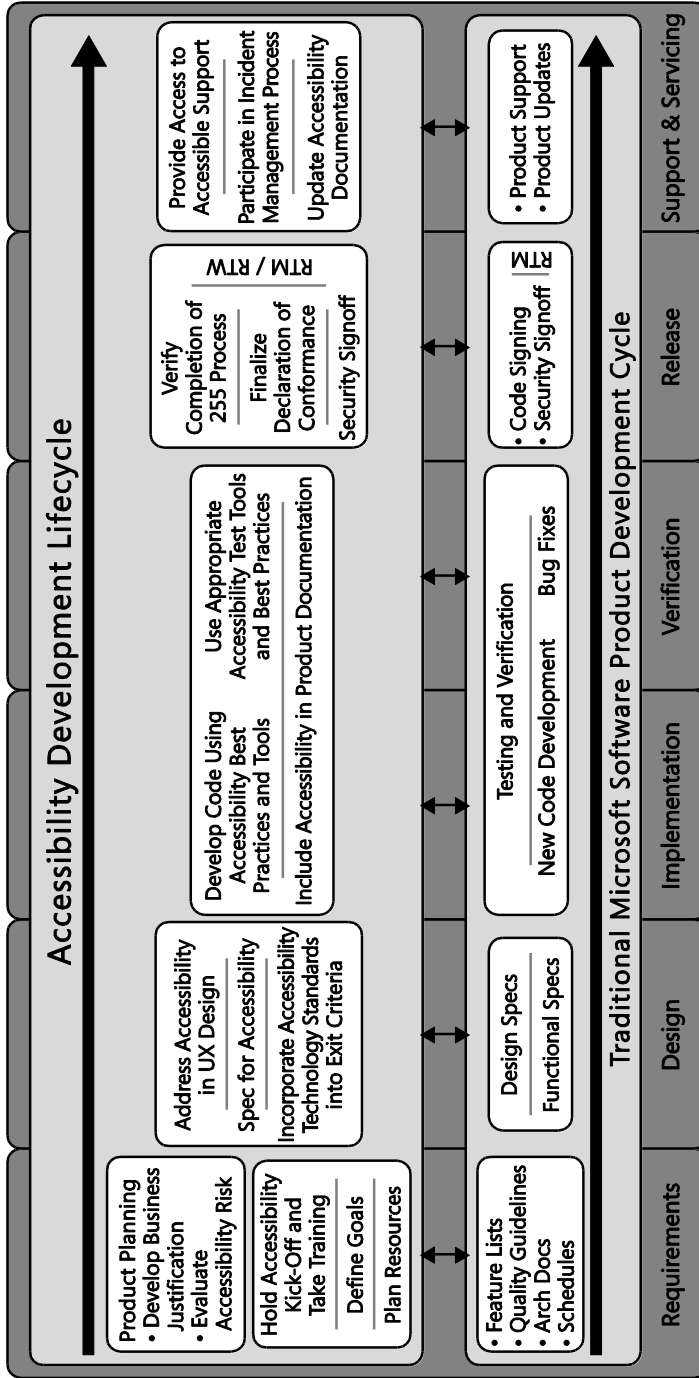 Accessibility Development Lifecycle
Product Planning
• Develop Business
Justification
• Evaluate
Accessibility Risk
Hold Accessibility
Kick-Off and
Take Training
Define Goals
Plan Resources
Address Accessibility
in UX Design
Spec for Accessibility
Incorporate Accessibility
Technology Standards
into Exit Criteria
Develop Code Using
Accessibility Best
Practices and Tools
Use Appropriate
Accessibility Test Tools
and Best Practices
Include Accessibility in Product Documentation
Verify
Completion of
255 Process
Finalize
Declaration of
Conformance
Security Signoff
RTM / RTW
Provide Access to
Accessible Support
Participate in Incident
Management Process
Update Accessibility
Documentation
• Feature Lists
• Quality Guidelines
• Arch Docs
• Schedules
Design Specs
Functional Specs
Testing and Verification
New Code Development
Bug Fixes
• Code Signing
• Security Signoff
RTM
• Product Support
• Product Updates
Traditional Microsoft Software Product Development Cycle
Requirements
Design
Implementation
Verification
Release
Support & Servicing